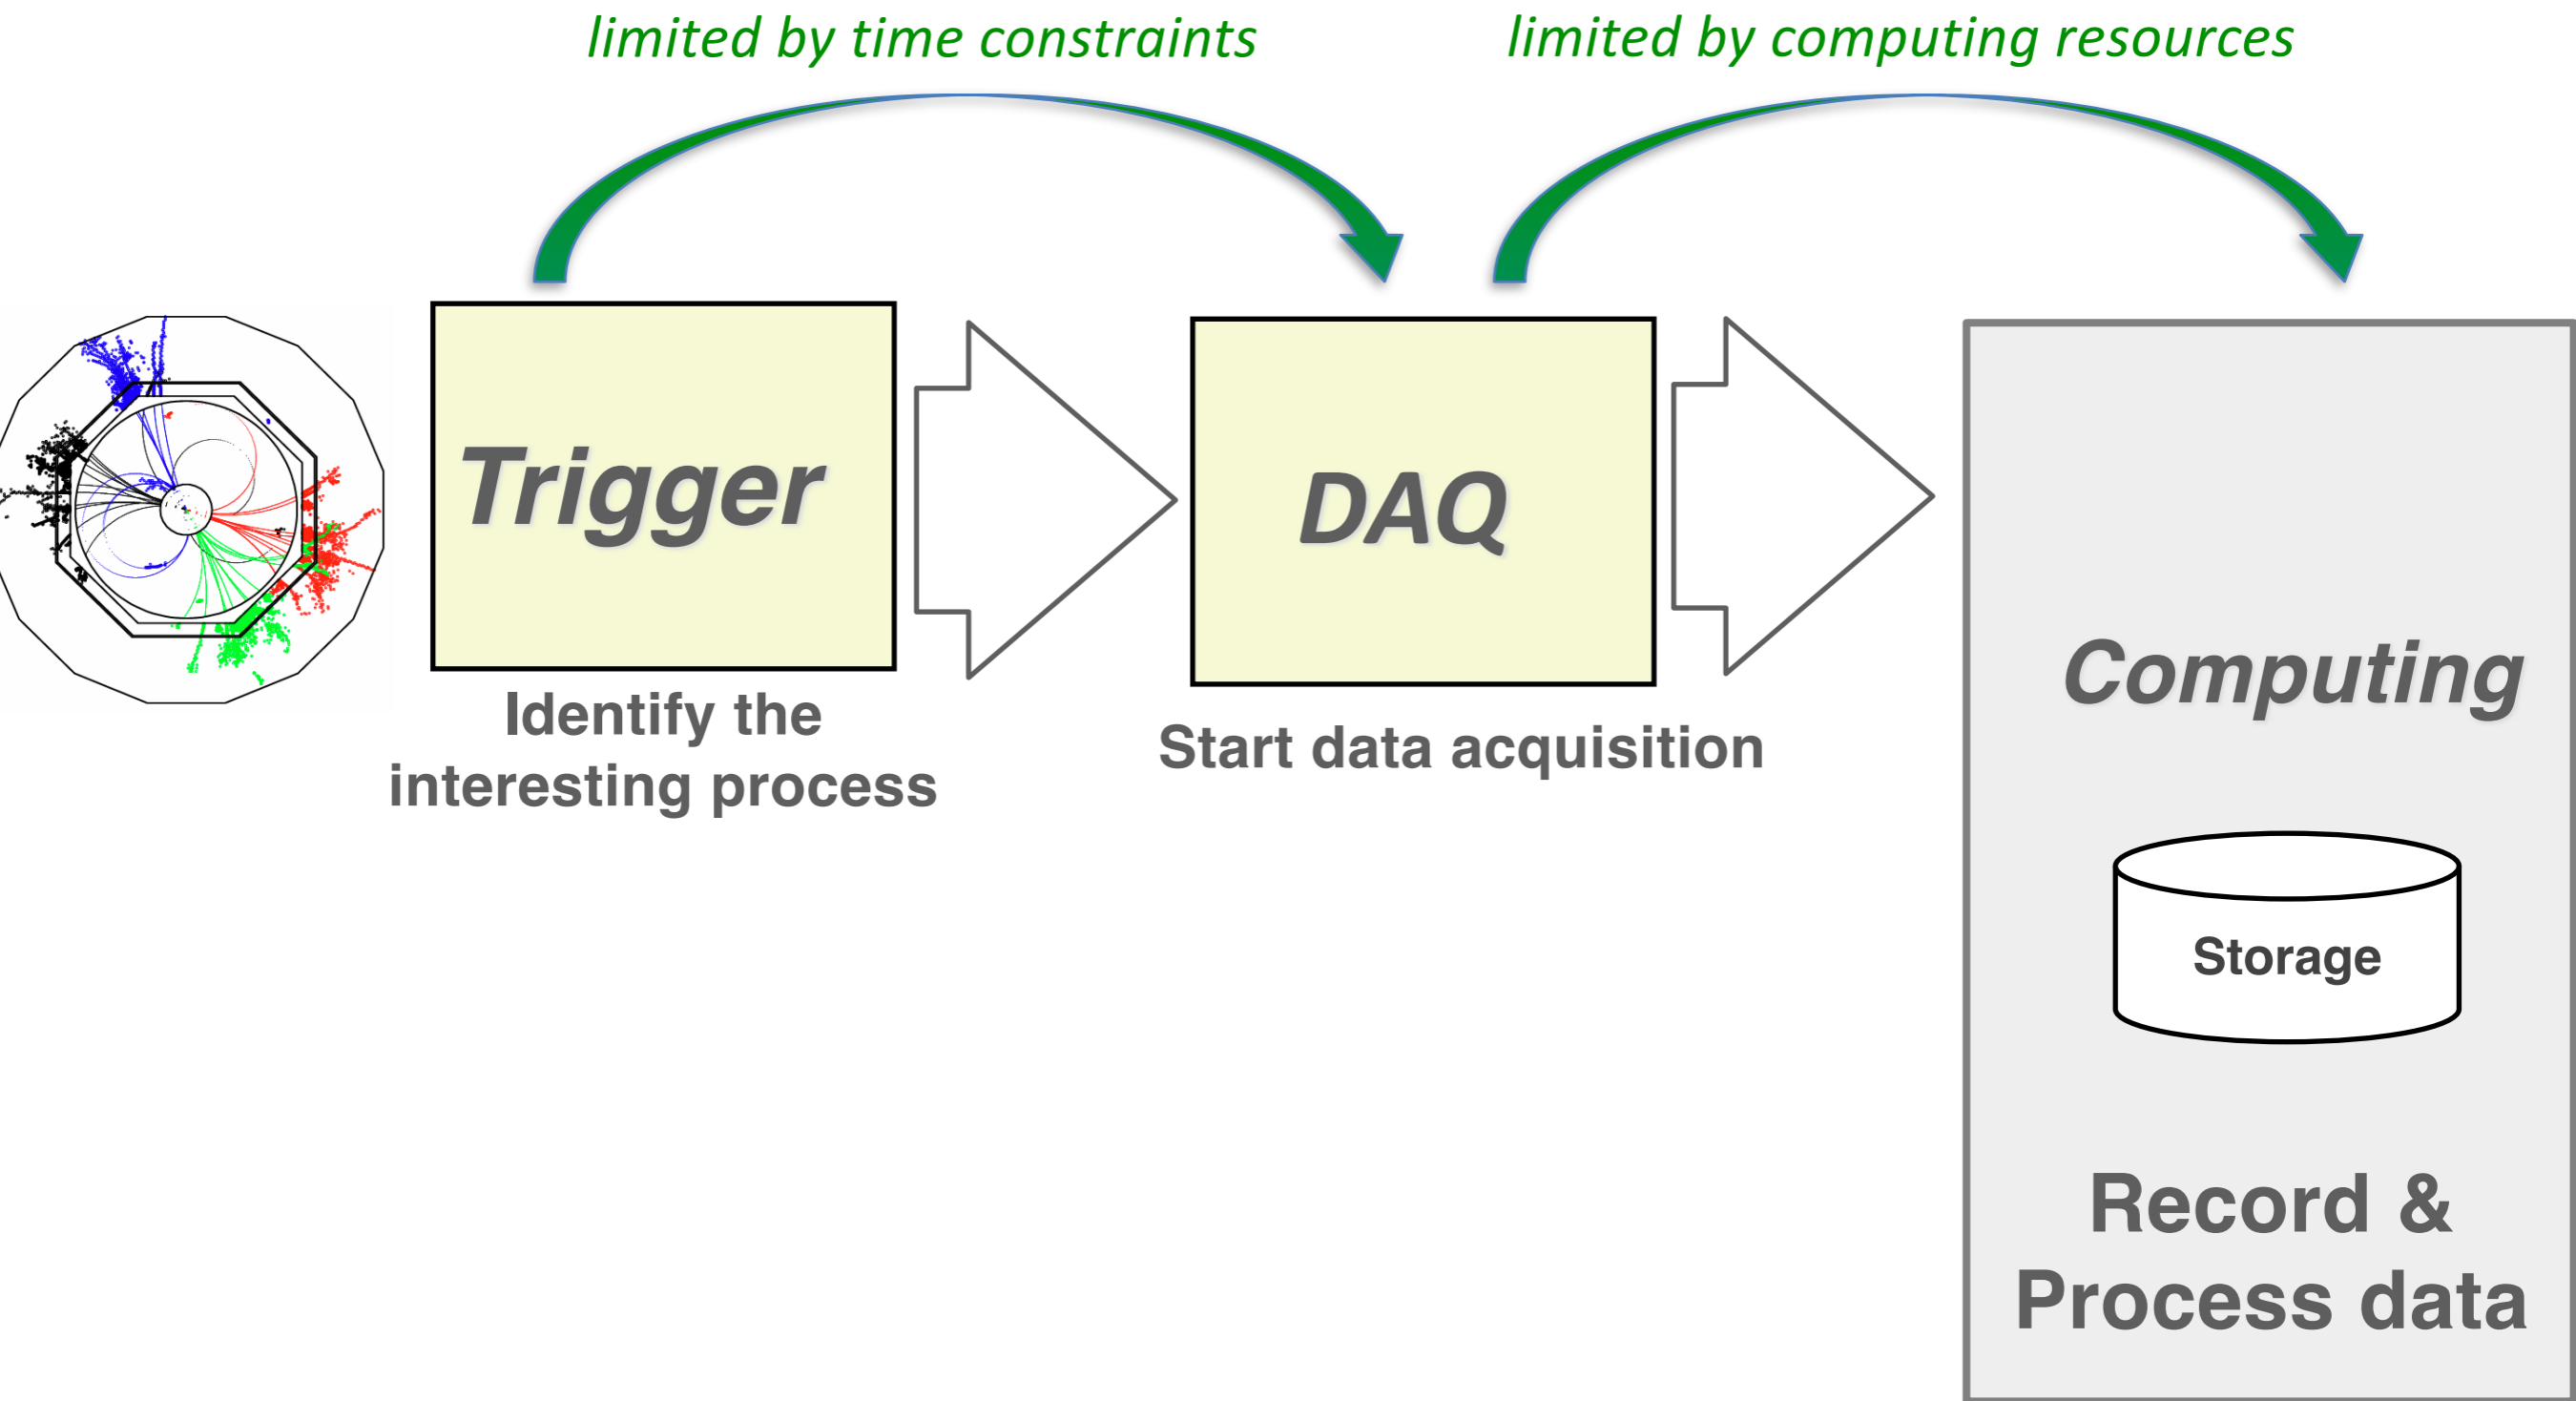 limited by time constraints
limited by computing resources
Trigger
Identify the
interesting process
DAQ
Start data acquisition
Computing
Storage
Record &
Process data